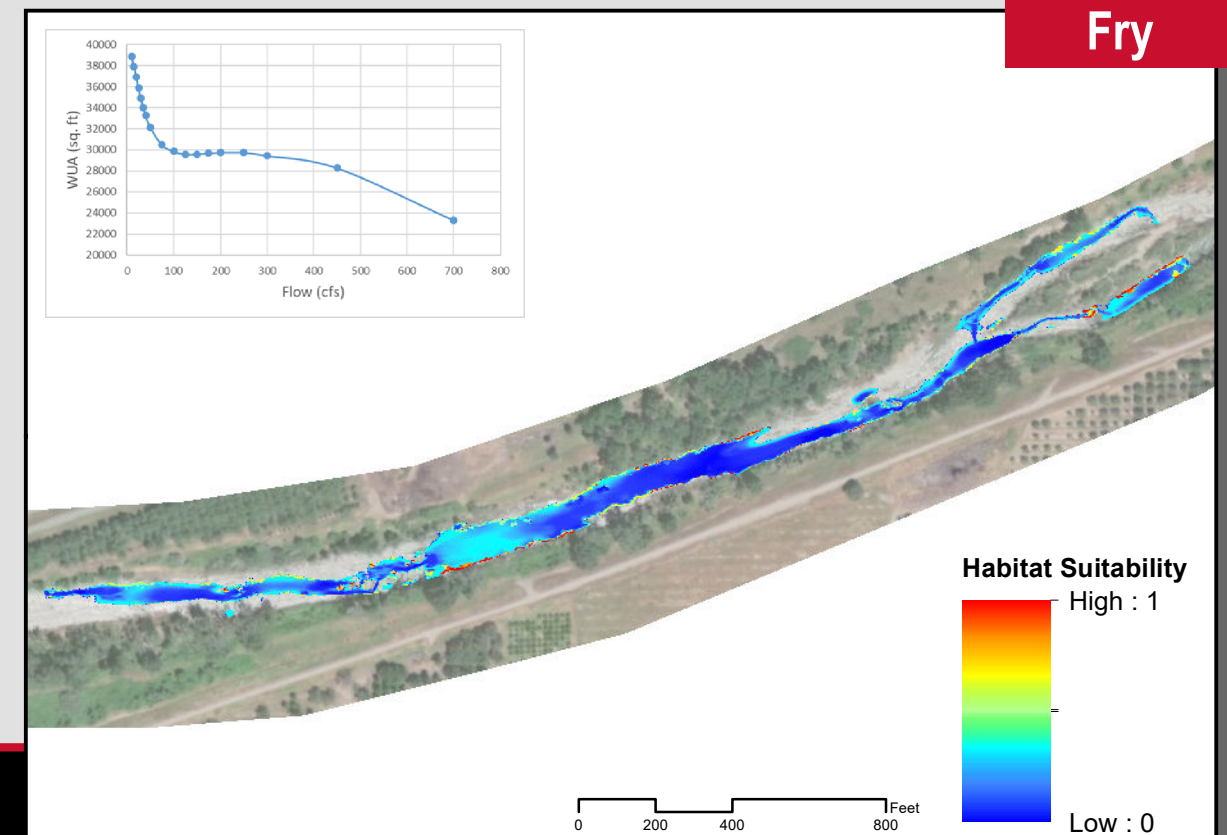 Fry
40000
38000
36000
34000
32000
30000
28000
26000
24000
22000
20000
WUA (sq. ft)
0 100 200 300 400 500 600 700 800
Flow (cfs)
Habitat Suitability
High : 1
Low : 0
Feet
0 200 400 800